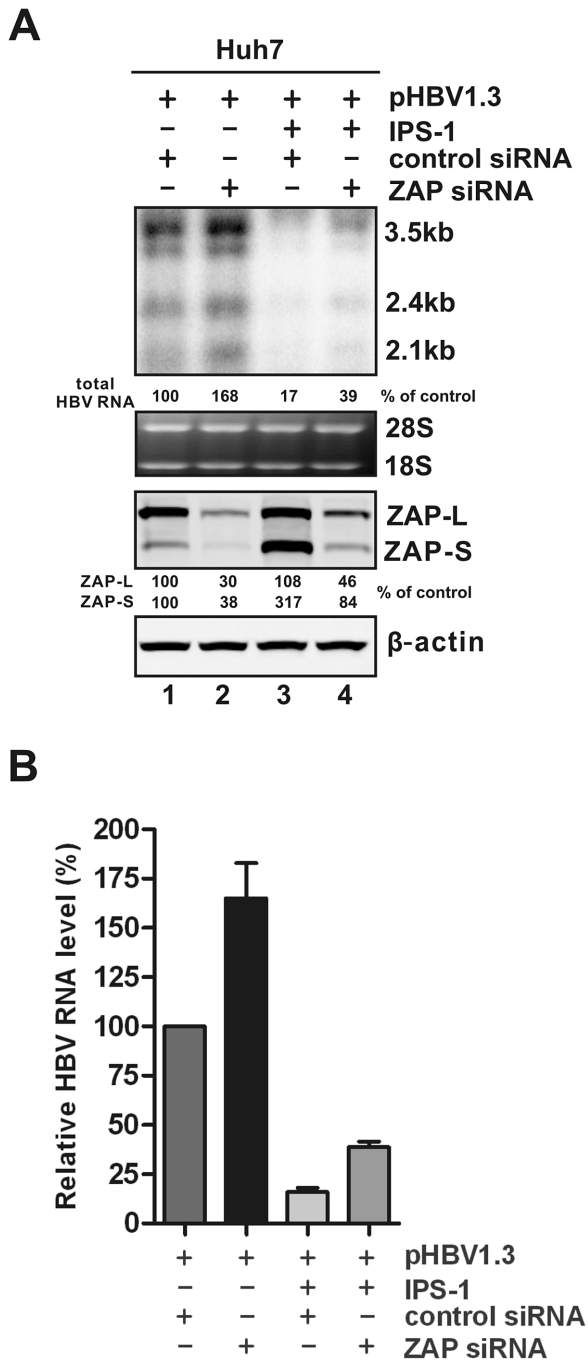 A
Huh7
+ + + + pHBV1.3
− − + + IPS-1
+ − + − control siRNA
− + − + ZAP siRNA
3.5kb
2.4kb
2.1kb
total
HBV RNA 100 168 17 39 % of control
28S
18S
ZAP-L
ZAP-S
ZAP-L 100 30 108 46
% of control
ZAP-S 100 38 317 84
β-actin
1 2 3 4
B
Relative HBV RNA level (%)
200
175
150
125
100
75
50
25
0
+ + + + pHBV1.3
− − + + IPS-1
+ − + − control siRNA
− + − + ZAP siRNA